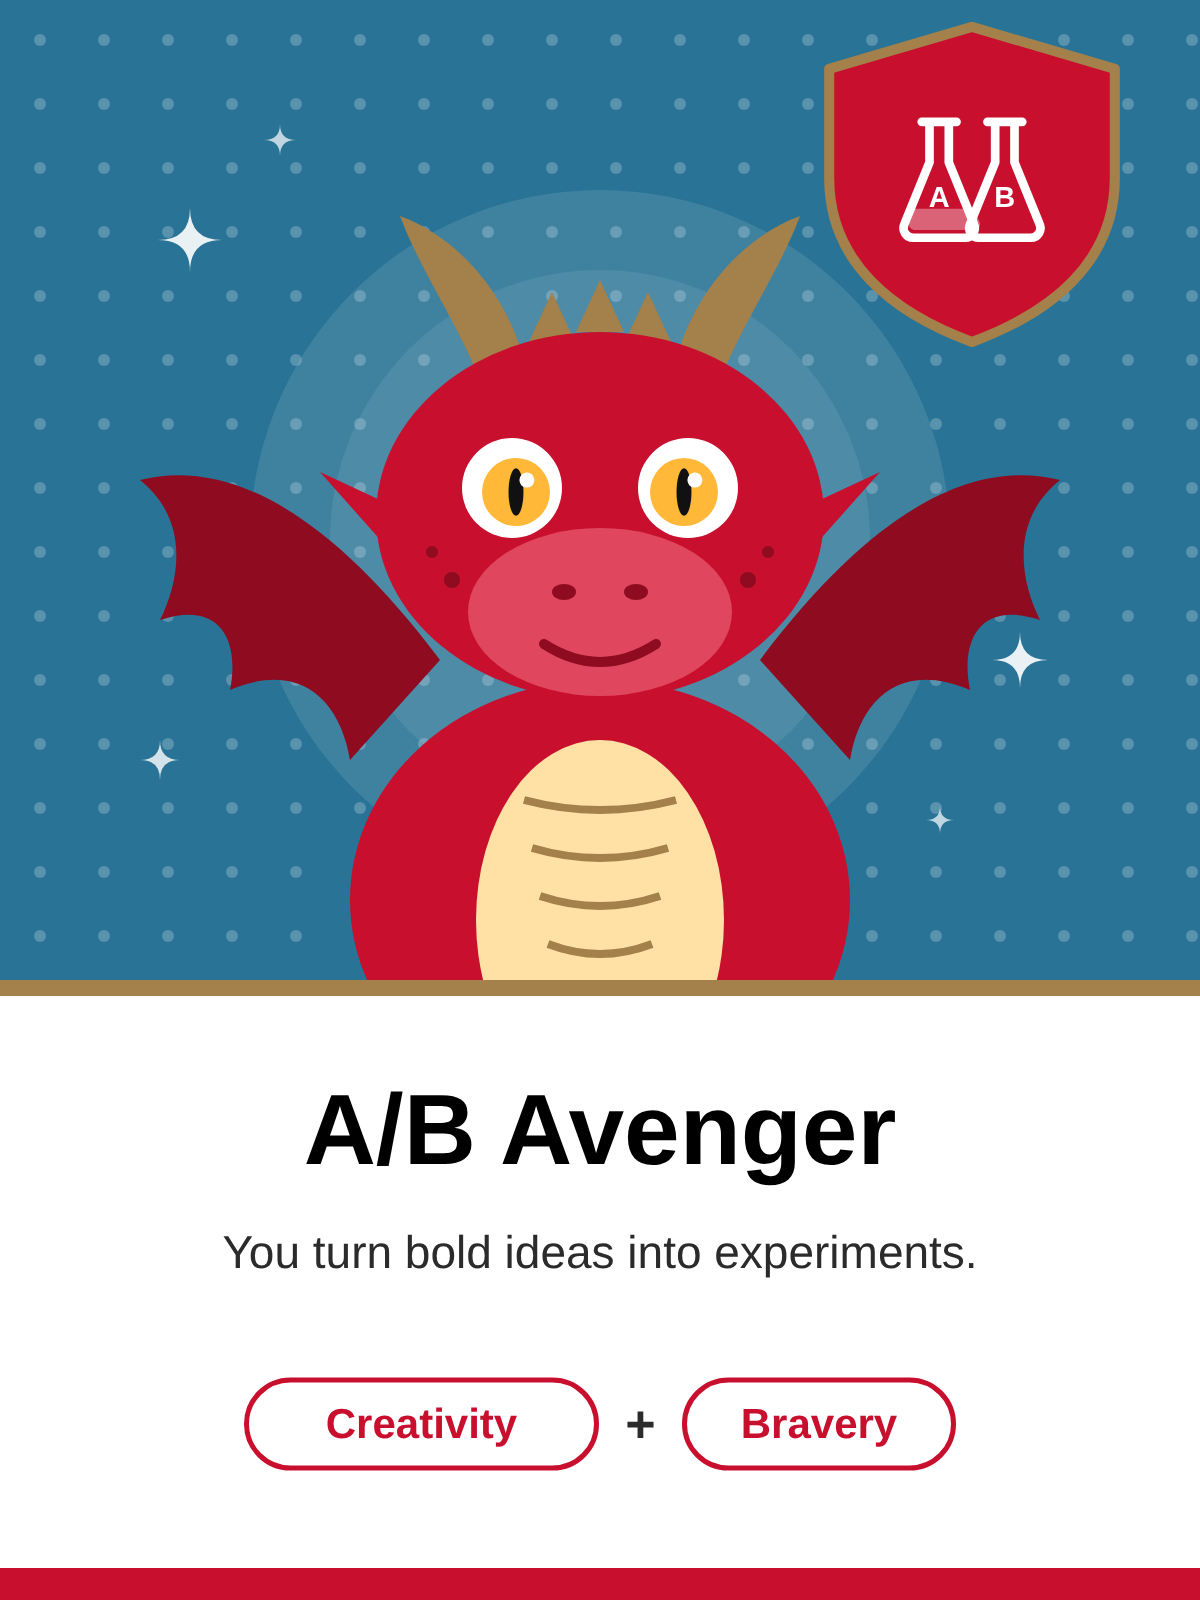 A B
A/B Avenger
You turn bold ideas into experiments.
Creativity + Bravery